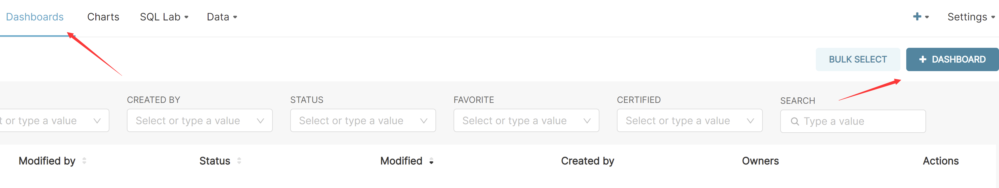 Dashboards Charts SQL Lab Data Settings
BULK SELECT + DASHBOARD
CREATED BY STATUS FAVORITE CERTIFIED SEARCH
t or type a value Select or type a value Select or type a value Select or type a value Select or type a value Type a value
Modified by Status Modified Created by Owners Actions